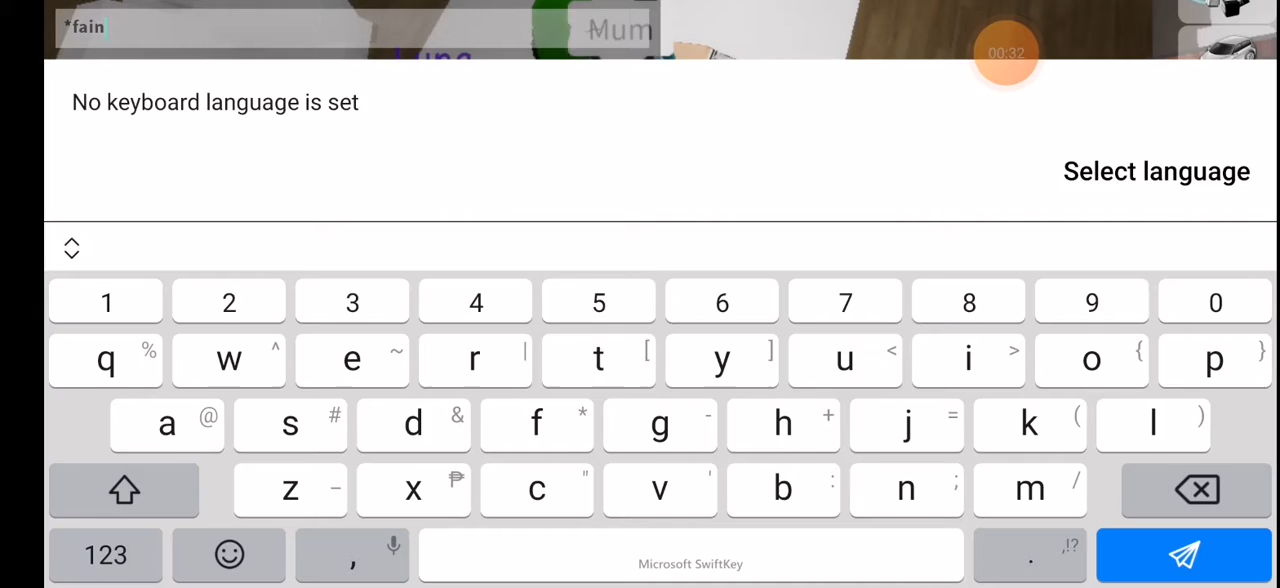 *fain
Mum
00:32
No keyboard language is set
Select language
1 2 3 4 5 6 7 8 9 0
q % w ^ e ~ r | t [ y ] u < i > o { p }
a @ s # d & f * g - h + j = k ( l )
z _ x ₱ c " v ' b : n ; m /
123 , . ,!?
Microsoft SwiftKey